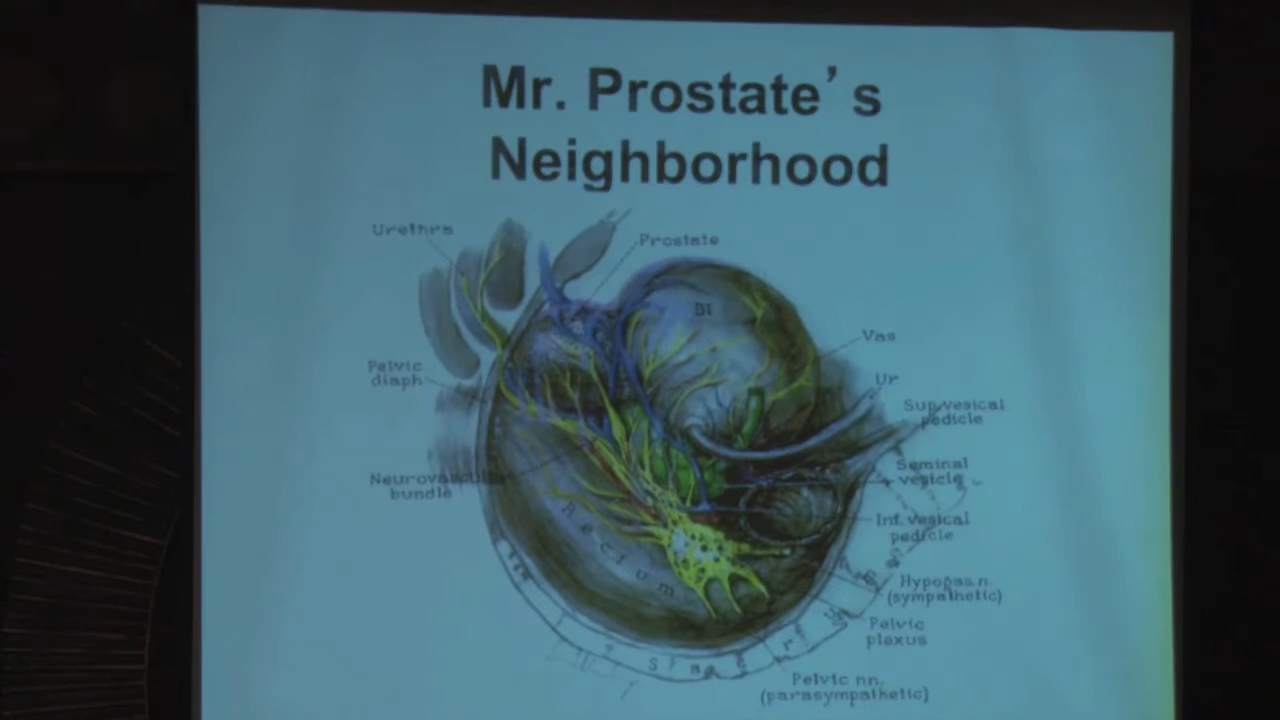 Mr. Prostate's
Neighborhood
Urethra
Prostate
Bl
Vas
Pelvic
diaph
Ur
Sup. vesical
pedicle
Neurovascular
bundle
Seminal
vesicle
Inf. vesical
pedicle
Rectum
Hypogas. n.
(sympathetic)
Pelvic
plexus
Pelvic nn.
(parasympathetic)